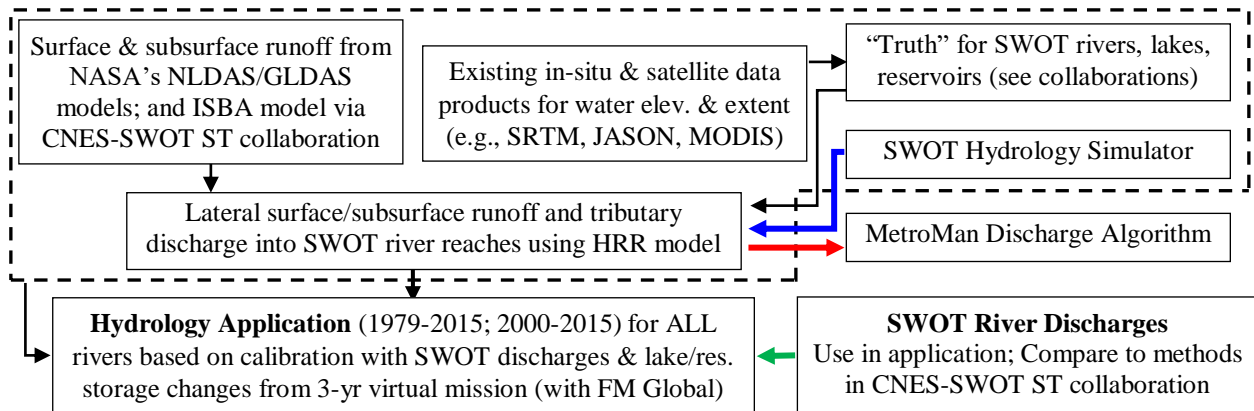 Surface & subsurface runoff from
NASA's NLDAS/GLDAS
models; and ISBA model via
CNES-SWOT ST collaboration
Existing in-situ & satellite data
products for water elev. & extent
(e.g., SRTM, JASON, MODIS)
“Truth” for SWOT rivers, lakes,
reservoirs (see collaborations)
SWOT Hydrology Simulator
Lateral surface/subsurface runoff and tributary
discharge into SWOT river reaches using HRR model
MetroMan Discharge Algorithm
Hydrology Application (1979-2015; 2000-2015) for ALL
rivers based on calibration with SWOT discharges & lake/res.
storage changes from 3-yr virtual mission (with FM Global)
SWOT River Discharges
Use in application; Compare to methods
in CNES-SWOT ST collaboration